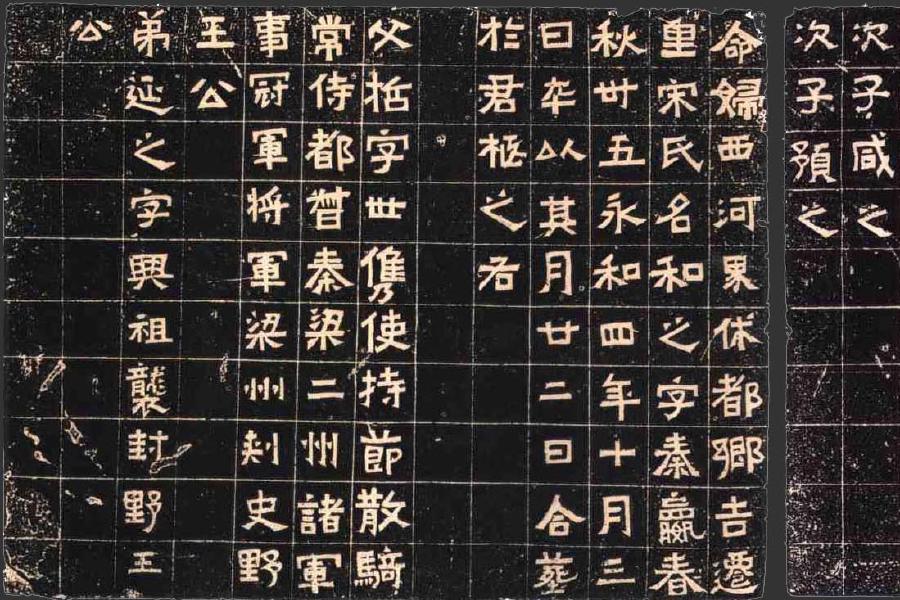 次子咸之
次子預之
命婦西河界休都鄉吉遷
里宋氏名和之字秦嬴春
秋卅五永和四年十月三
日卒以其月廿二日合葬
於君柩之右
父哲字世儁使持節散騎
常侍都督秦梁二州諸軍
事冠軍將軍梁州刺史野
王公
弟延之字興祖襲封野王
公